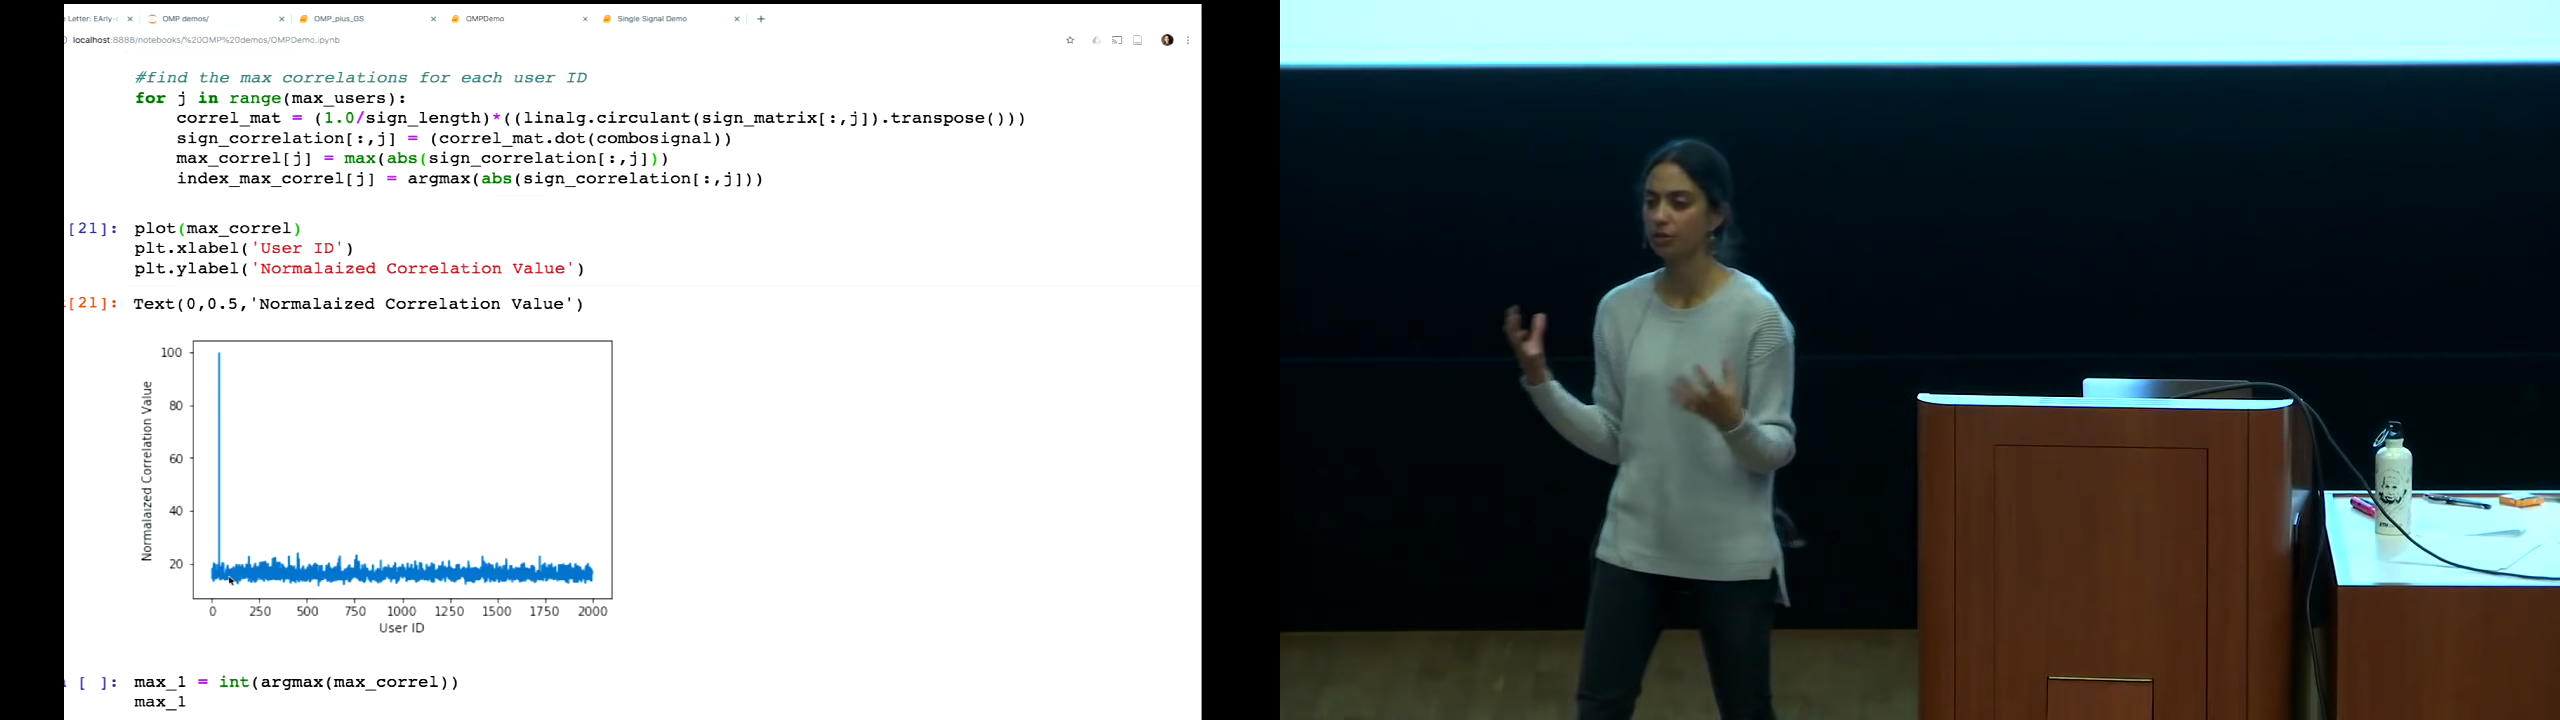 e Letter: EArly-
OMP demos/
OMP_plus_GS
OMPDemo
Single Signal Demo
localhost:8888/notebooks/%20OMP%20demos/OMPDemo.ipynb
#find the max correlations for each user ID
for j in range(max_users):
correl_mat = (1.0/sign_length)*((linalg.circulant(sign_matrix[:,j]).transpose()))
sign_correlation[:,j] = (correl_mat.dot(combosignal))
max_correl[j] = max(abs(sign_correlation[:,j]))
index_max_correl[j] = argmax(abs(sign_correlation[:,j]))
[21]: plot(max_correl)
plt.xlabel('User ID')
plt.ylabel('Normalaized Correlation Value')
[21]: Text(0,0.5,'Normalaized Correlation Value')
Normalaized Correlation Value
100
80
60
40
20
0 250 500 750 1000 1250 1500 1750 2000
User ID
[ ]: max_1 = int(argmax(max_correl))
max_1